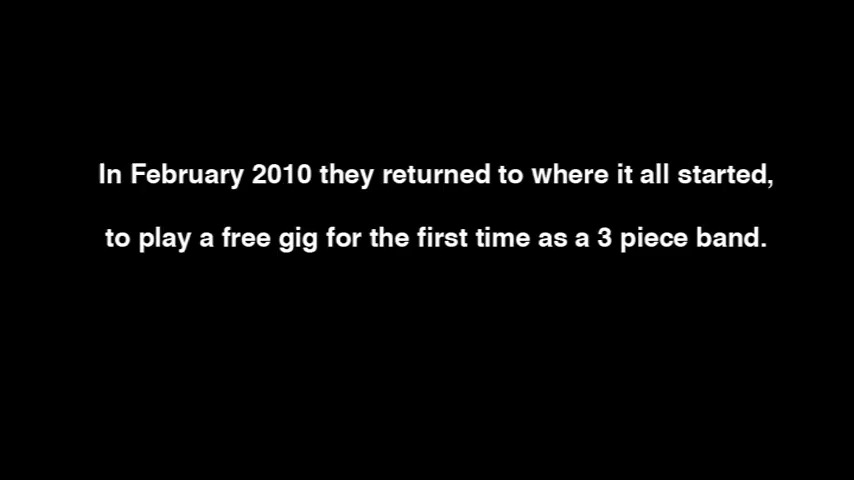 In February 2010 they returned to where it all started,
to play a free gig for the first time as a 3 piece band.